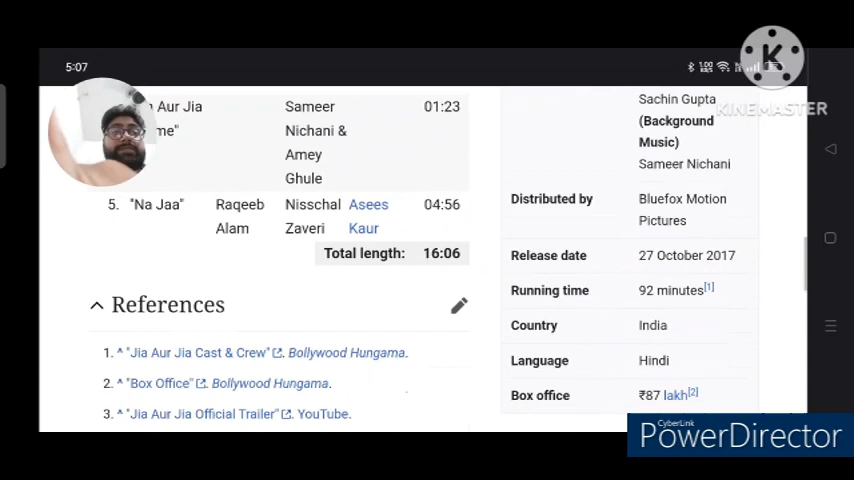 5:07
KINEMASTER
Aur Jia
me"
Sameer
Nichani &
Amey
Ghule
01:23
5. "Na Jaa"
Raqeeb
Alam
Nisschal
Zaveri
Asees
Kaur
04:56
Total length: 16:06
References
1. ^ "Jia Aur Jia Cast & Crew". Bollywood Hungama.
2. ^ "Box Office". Bollywood Hungama.
3. ^ "Jia Aur Jia Official Trailer". YouTube.
Sachin Gupta
(Background
Music)
Sameer Nichani
Distributed by
Bluefox Motion
Pictures
Release date 27 October 2017
Running time 92 minutes[1]
Country India
Language Hindi
Box office ₹87 lakh[2]
CyberLink
PowerDirector